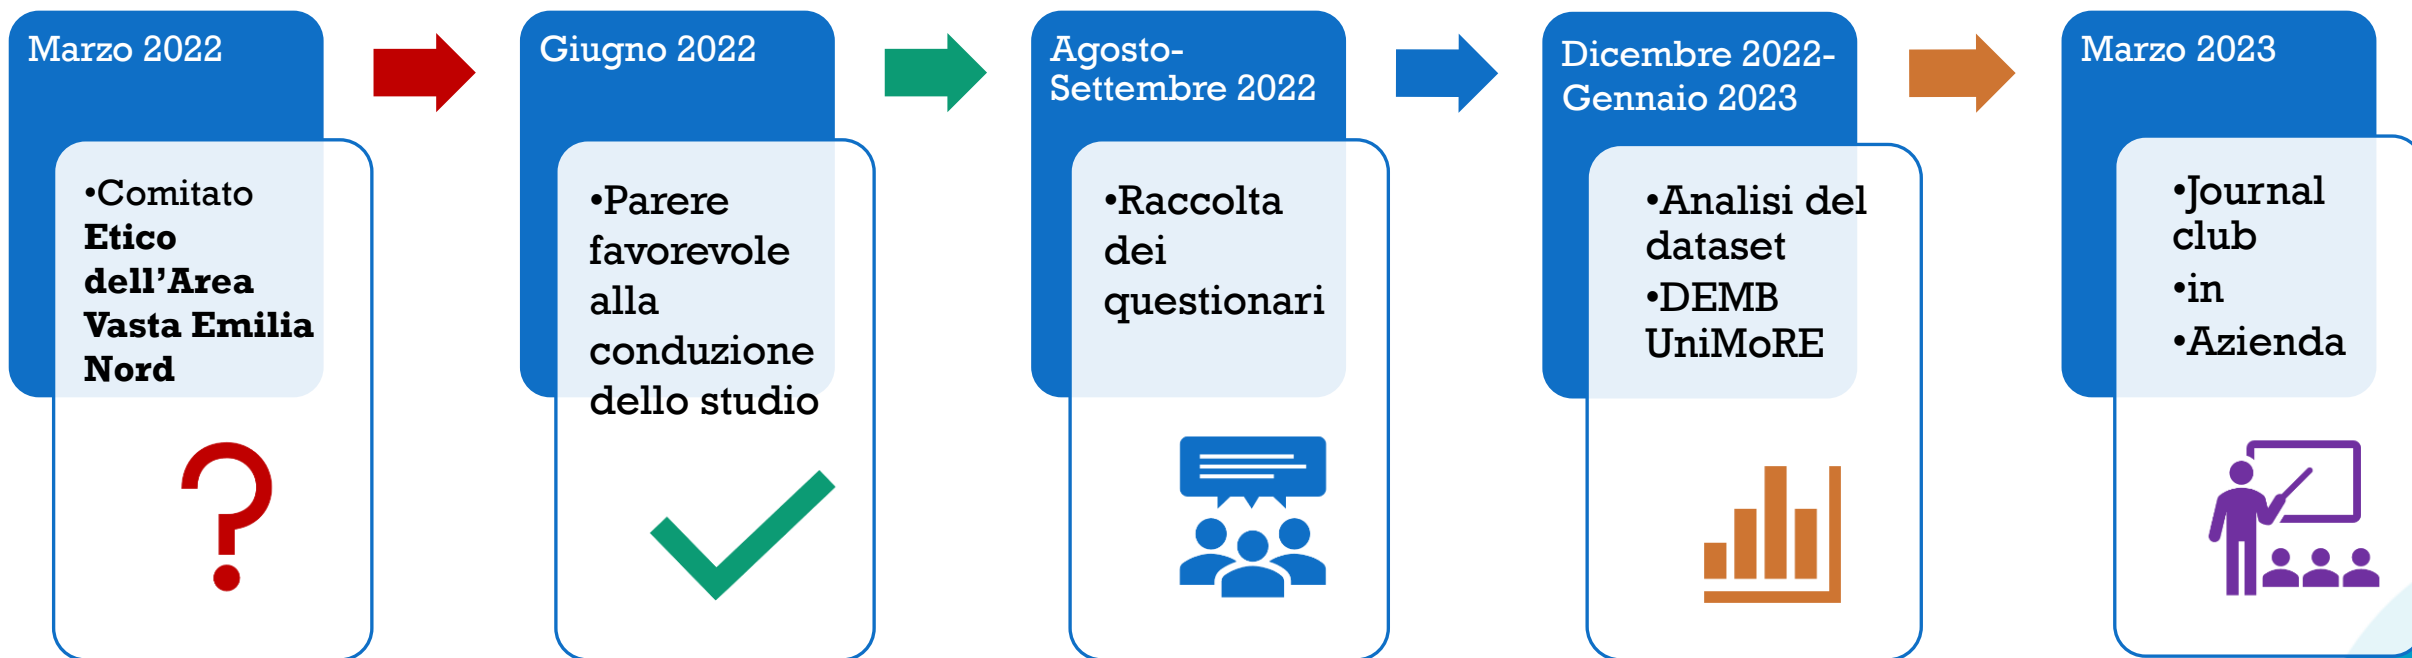 Marzo 2022
•Comitato
Etico
dell’Area
Vasta Emilia
Nord
Giugno 2022
•Parere
favorevole
alla
conduzione
dello studio
Agosto-
Settembre 2022
•Raccolta
dei
questionari
Dicembre 2022-
Gennaio 2023
•Analisi del
dataset
•DEMB
UniMoRE
Marzo 2023
•Journal
club
•in
•Azienda